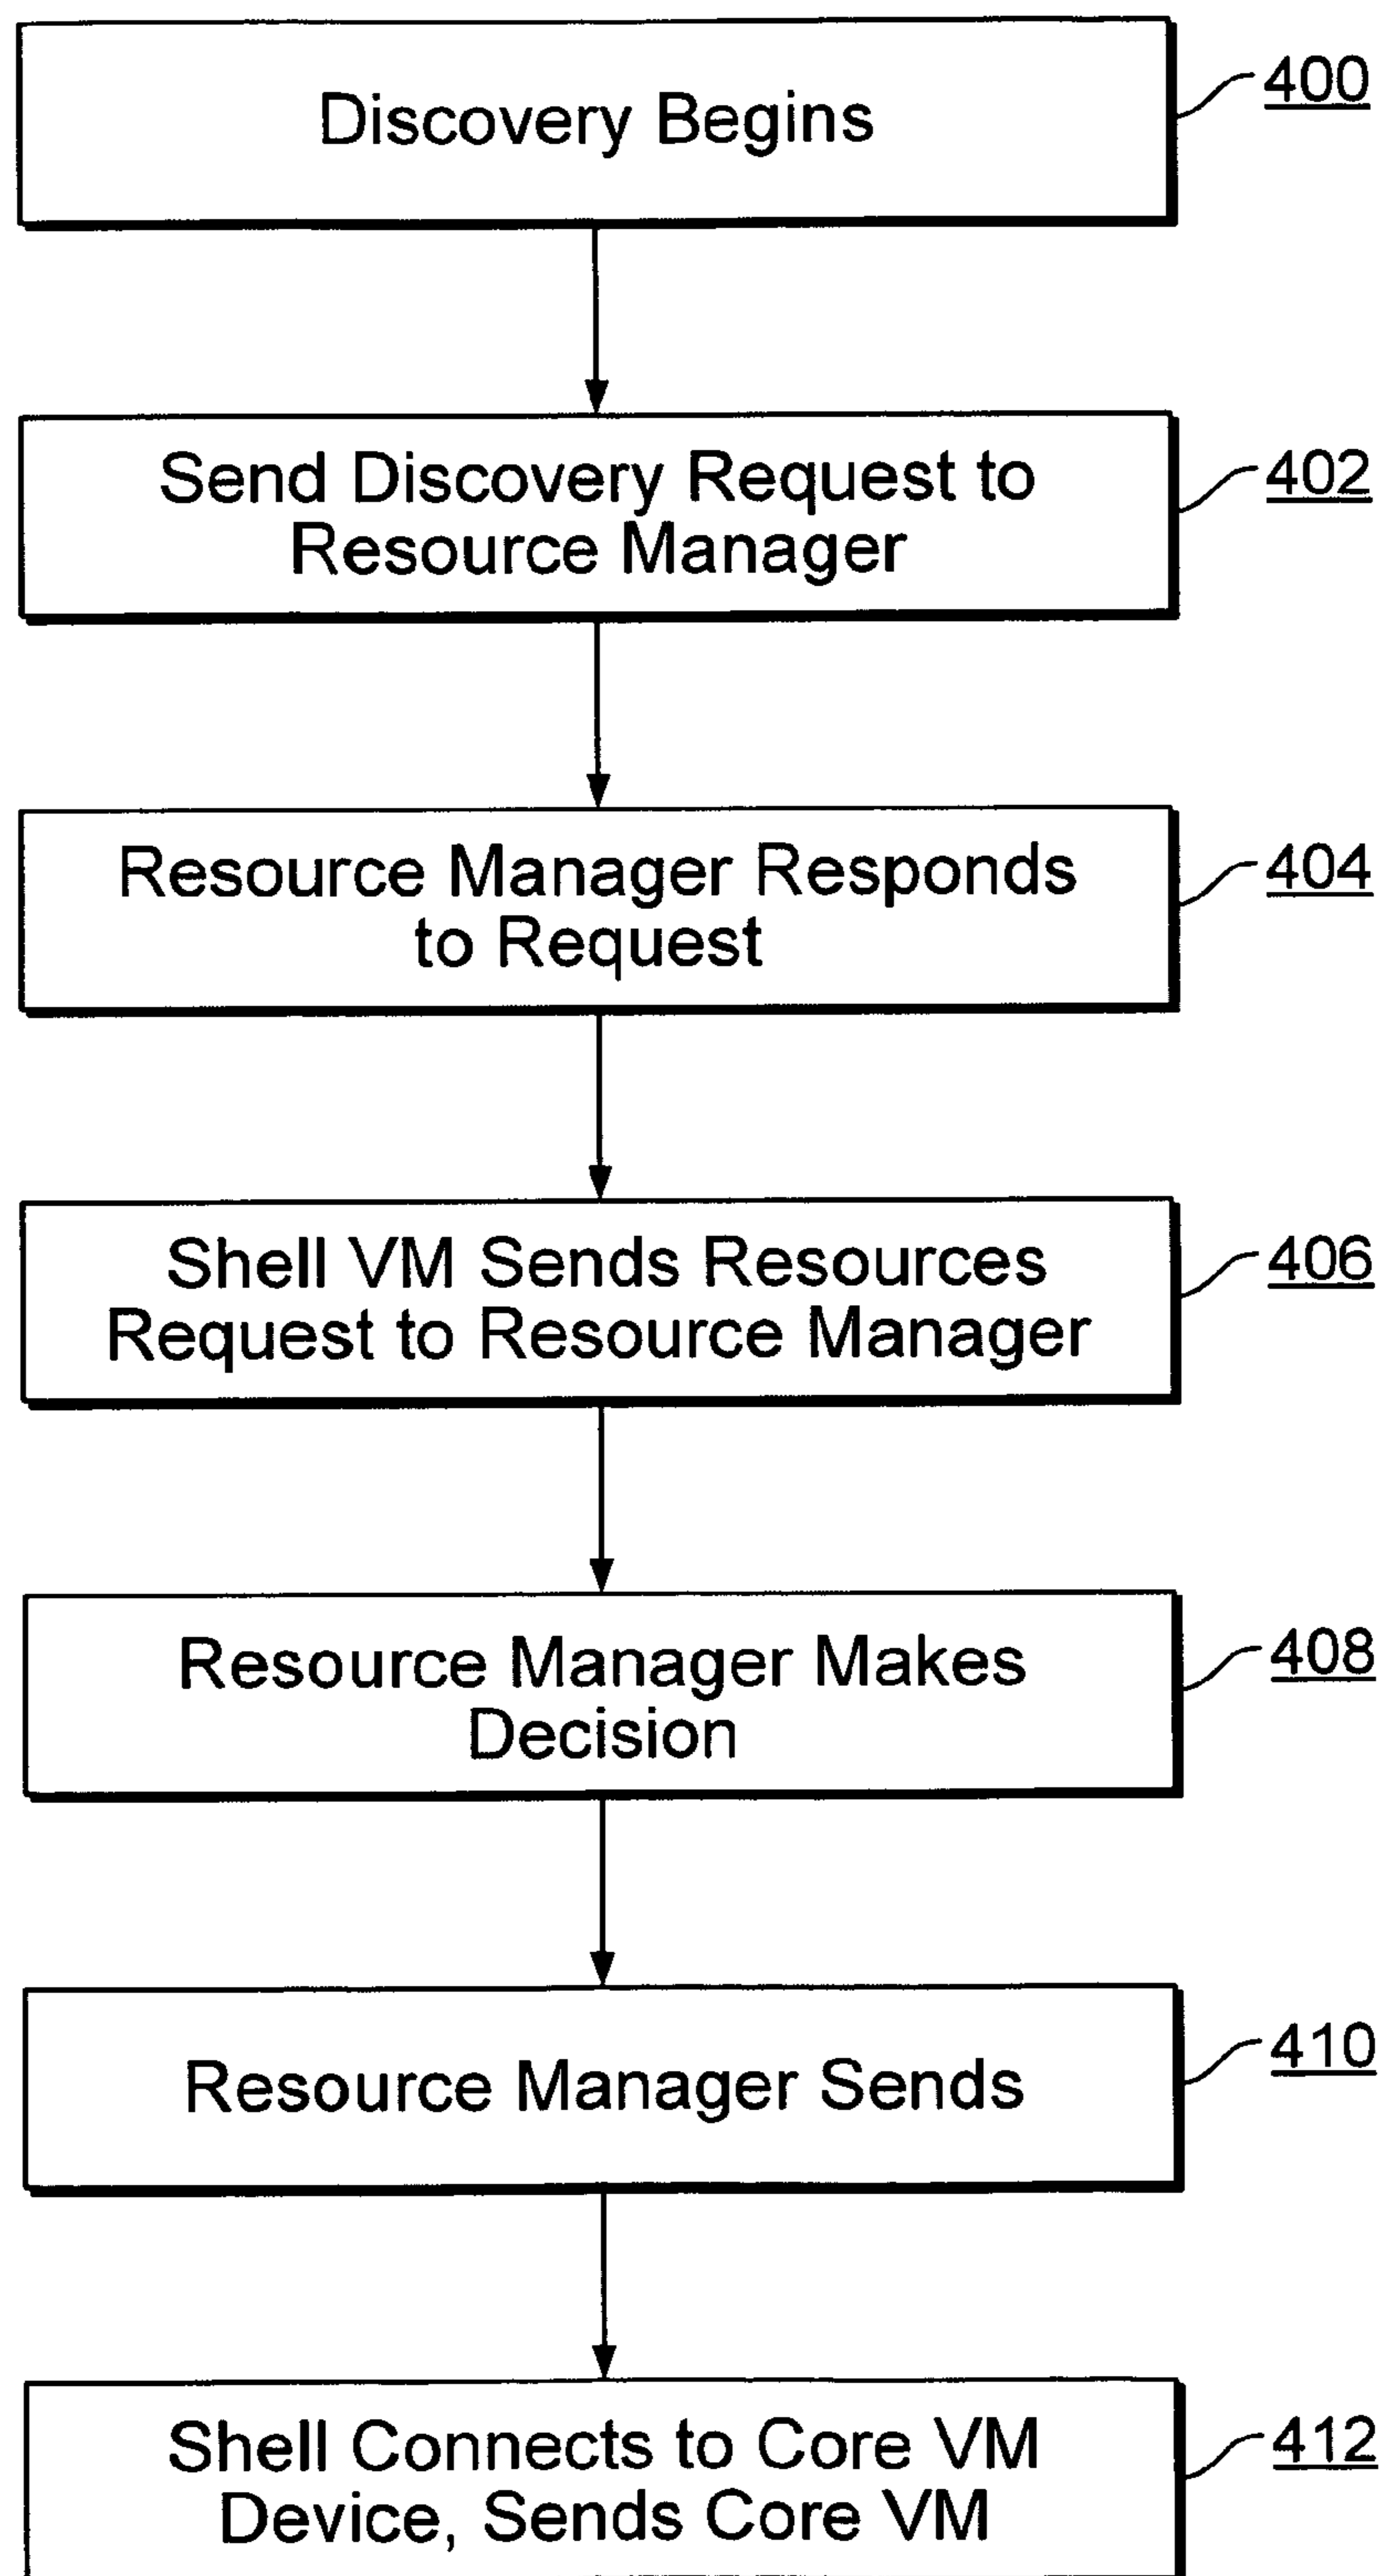 Discovery Begins
400
Send Discovery Request to
Resource Manager
402
Resource Manager Responds
to Request
404
Shell VM Sends Resources
Request to Resource Manager
406
Resource Manager Makes
Decision
408
Resource Manager Sends
410
Shell Connects to Core VM
Device, Sends Core VM
412